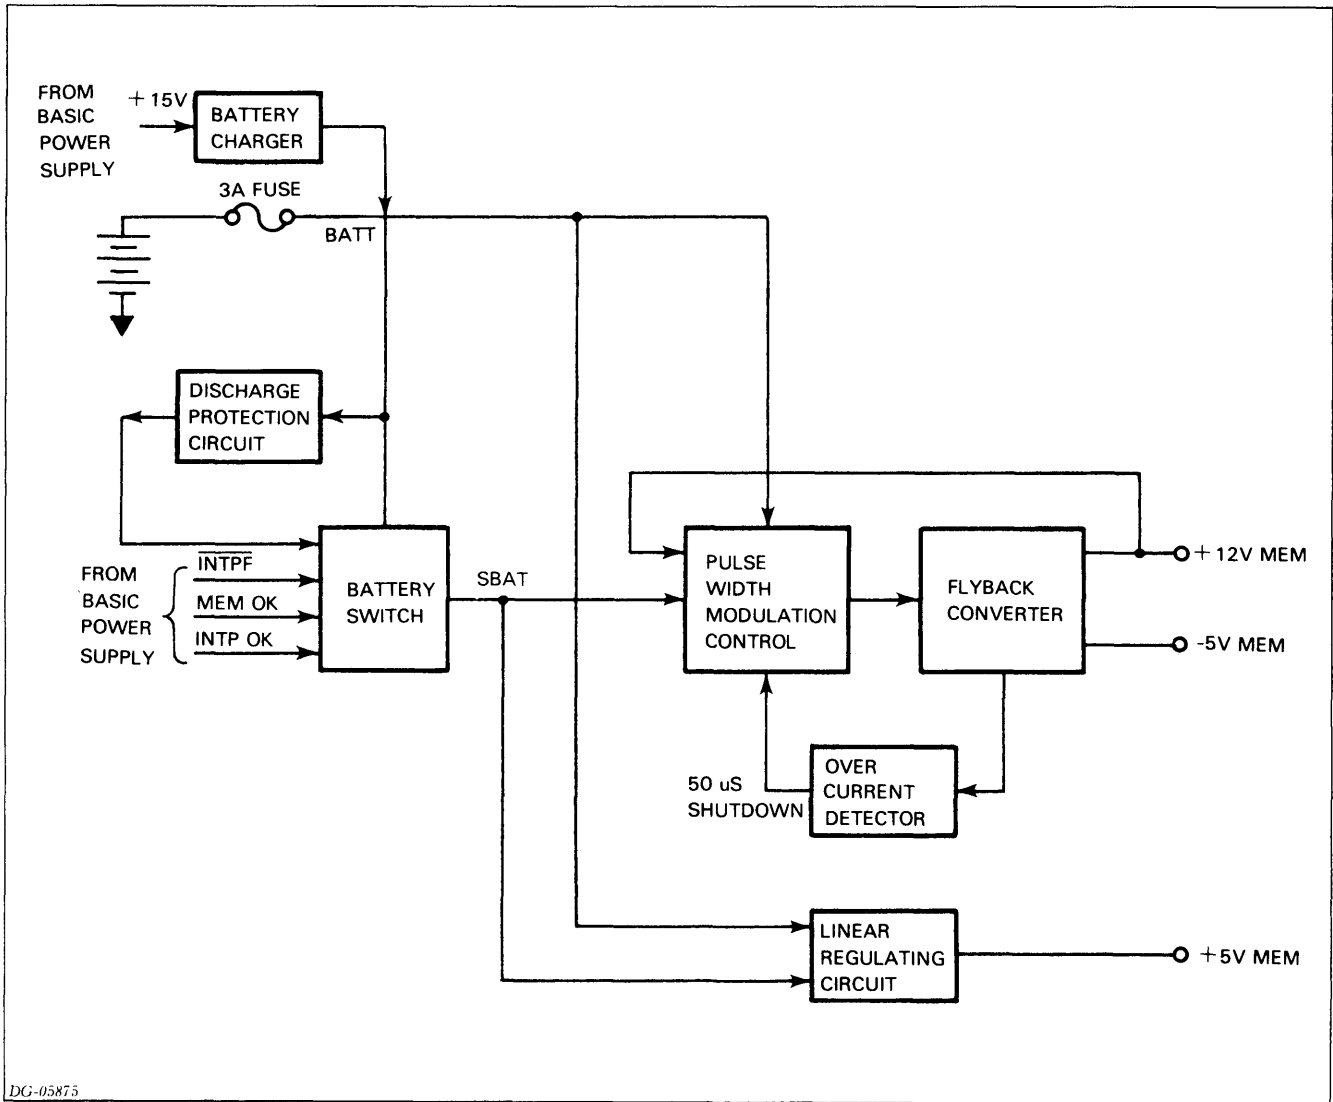 FROM
BASIC
POWER
SUPPLY
+ 15V
BATTERY
CHARGER
3A FUSE
BATT
DISCHARGE
PROTECTION
CIRCUIT
FROM
BASIC
POWER
SUPPLY
INTPF
MEM OK
INTP OK
BATTERY
SWITCH
SBAT
PULSE
WIDTH
MODULATION
CONTROL
FLYBACK
CONVERTER
+ 12V MEM
-5V MEM
50 uS
SHUTDOWN
OVER
CURRENT
DETECTOR
LINEAR
REGULATING
CIRCUIT
+5V MEM
DG-05875